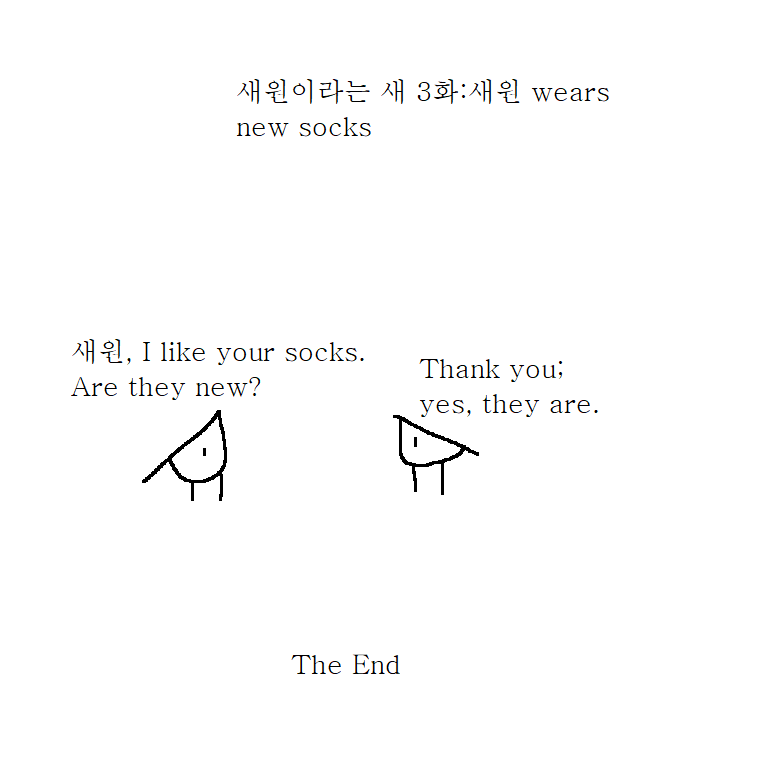 새원이라는 새 3화:새원 wears
new socks
새원, I like your socks.
Are they new?
Thank you;
yes, they are.
The End